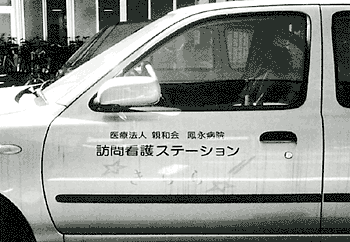 医療法人 親和会 鳳永病院
訪問看護ステーション